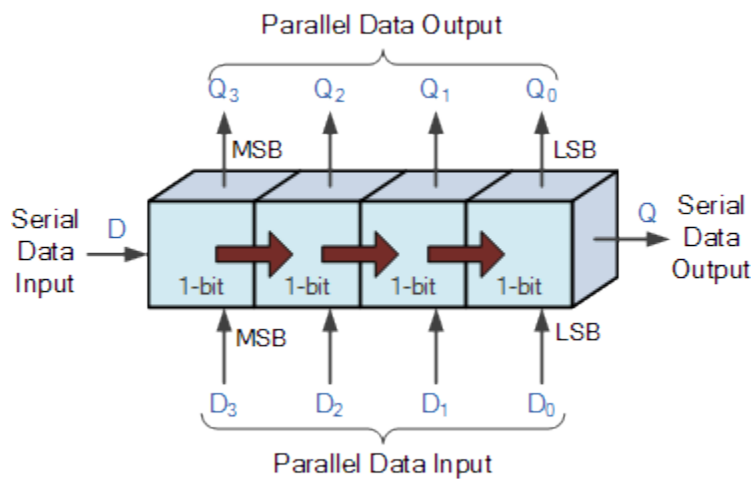 Parallel Data Output
Q₃ Q₂ Q₁ Q₀
MSB LSB
Serial Data Input
D
Q
Serial Data Output
1-bit 1-bit 1-bit 1-bit
MSB LSB
D₃ D₂ D₁ D₀
Parallel Data Input